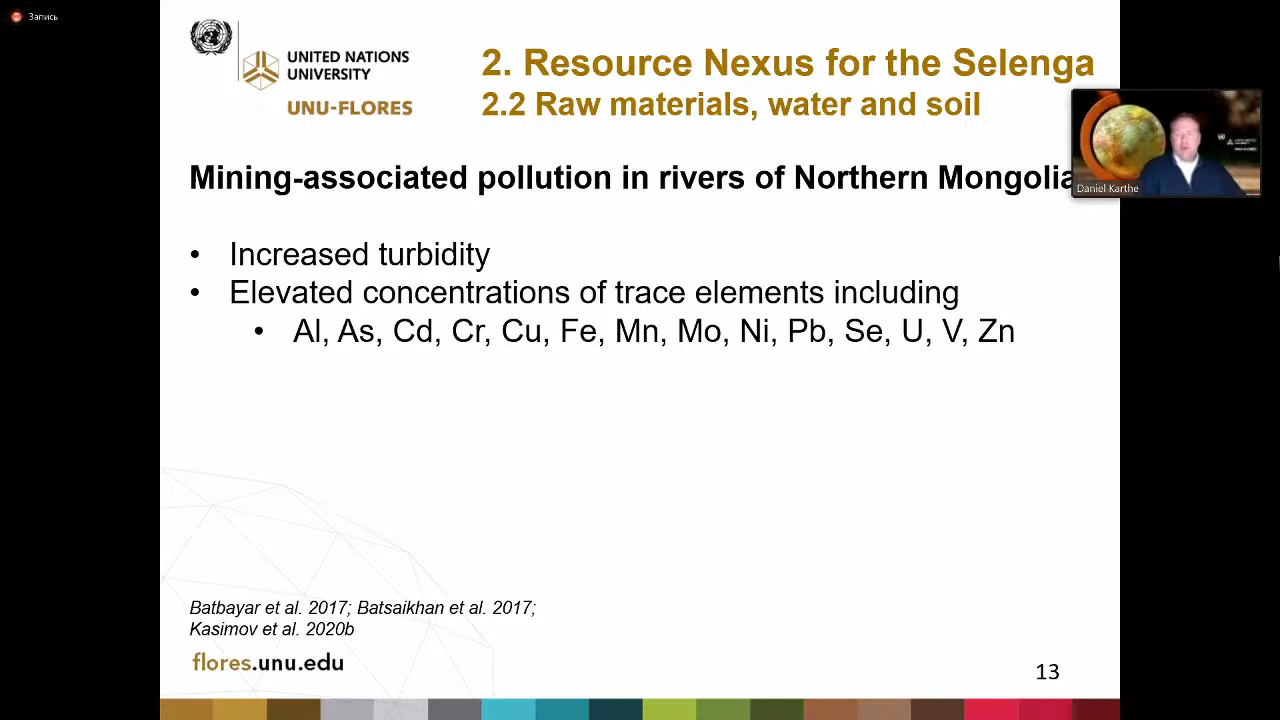 Запись
UNITED NATIONS
UNIVERSITY
UNU-FLORES
2. Resource Nexus for the Selenga
2.2 Raw materials, water and soil
Daniel Karthe
Mining-associated pollution in rivers of Northern Mongolia
• Increased turbidity
• Elevated concentrations of trace elements including
• Al, As, Cd, Cr, Cu, Fe, Mn, Mo, Ni, Pb, Se, U, V, Zn
Batbayar et al. 2017; Batsaikhan et al. 2017;
Kasimov et al. 2020b
flores.unu.edu
13